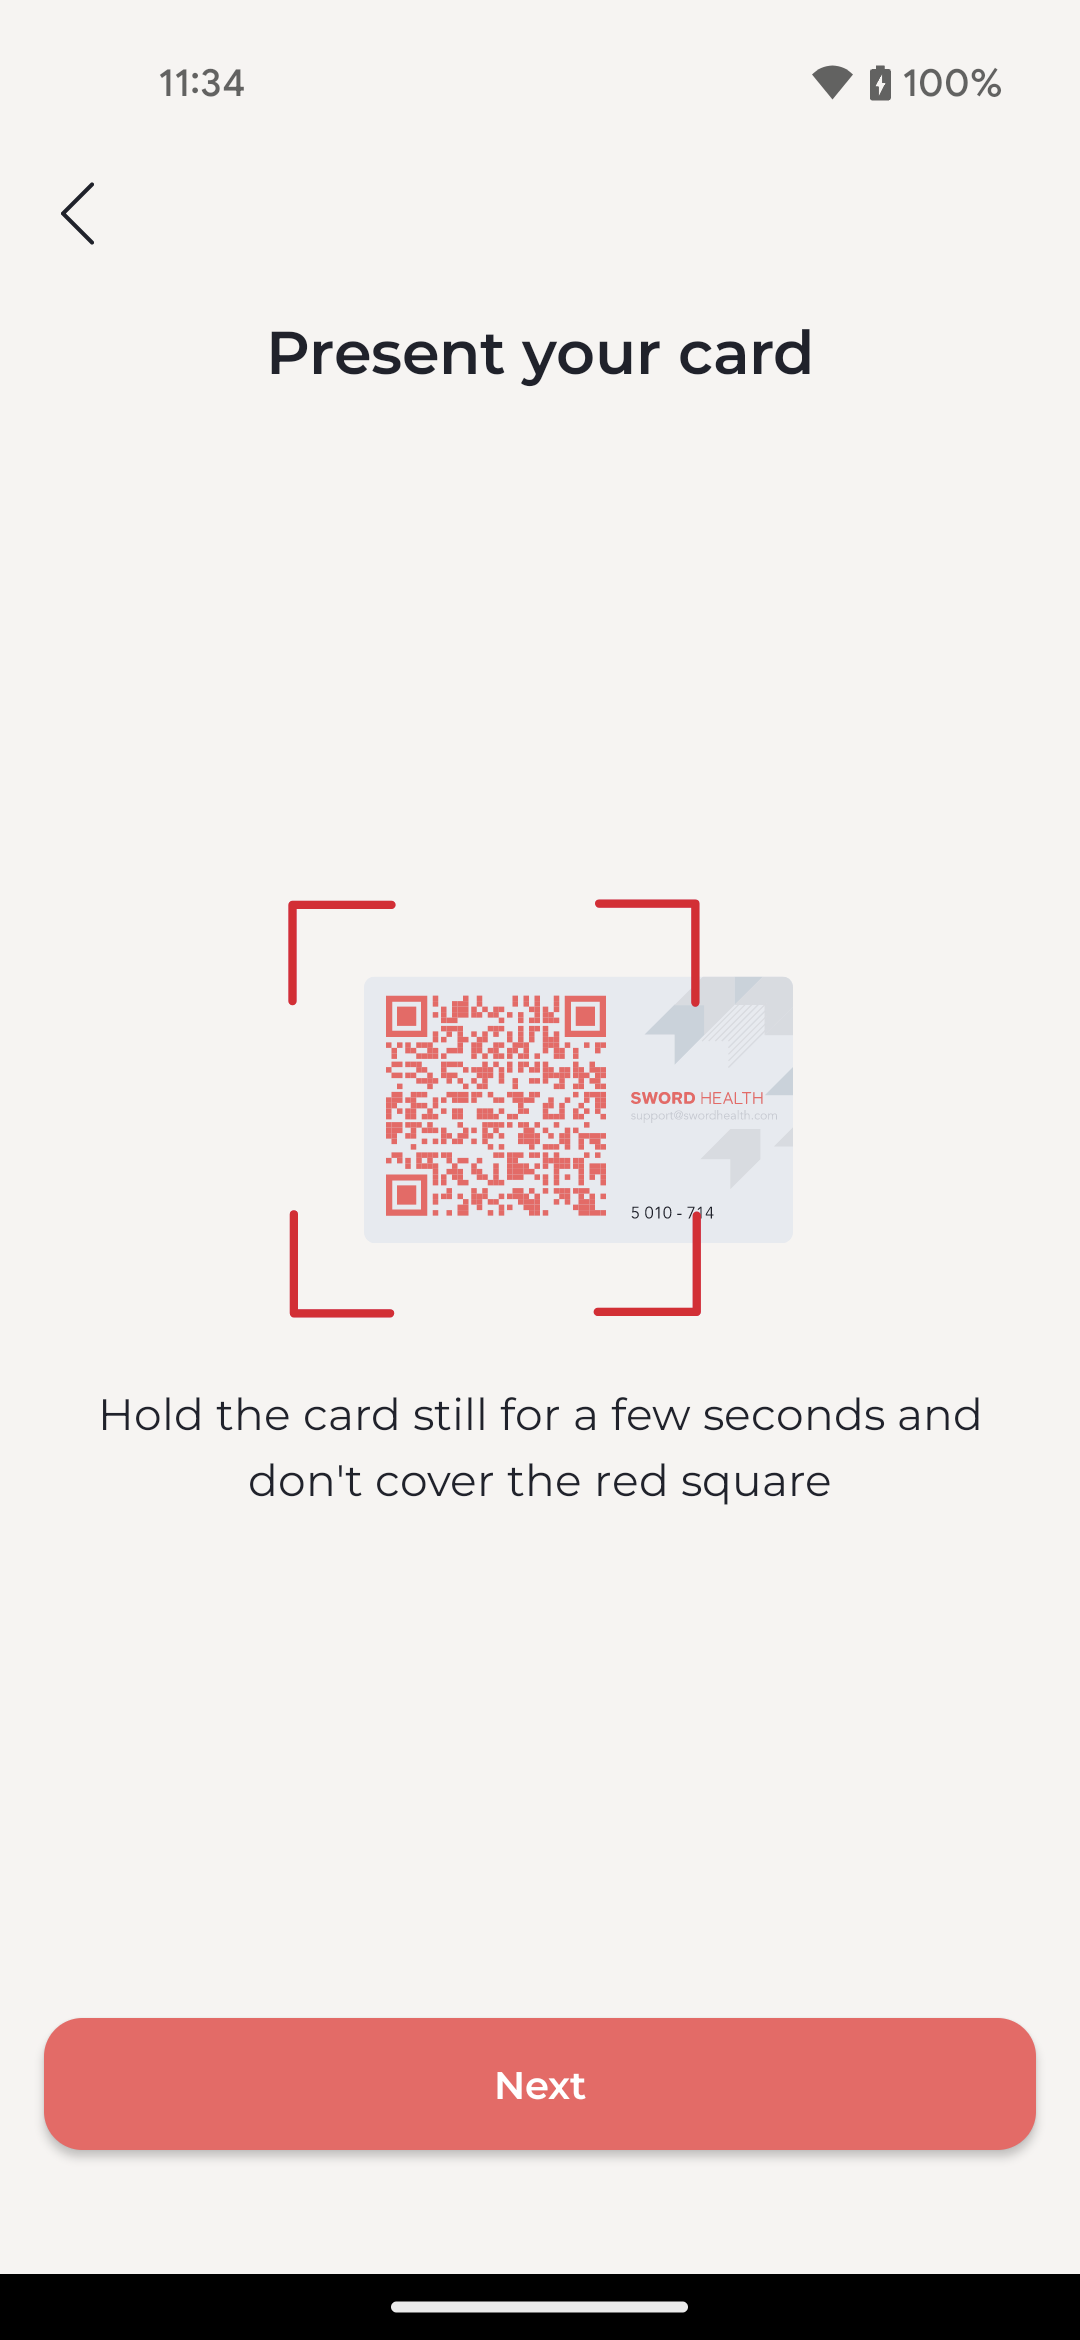 11:34
100%
Present your card
SWORD HEALTH
support@swordhealth.com
5 010 - 714
Hold the card still for a few seconds and
don't cover the red square
Next